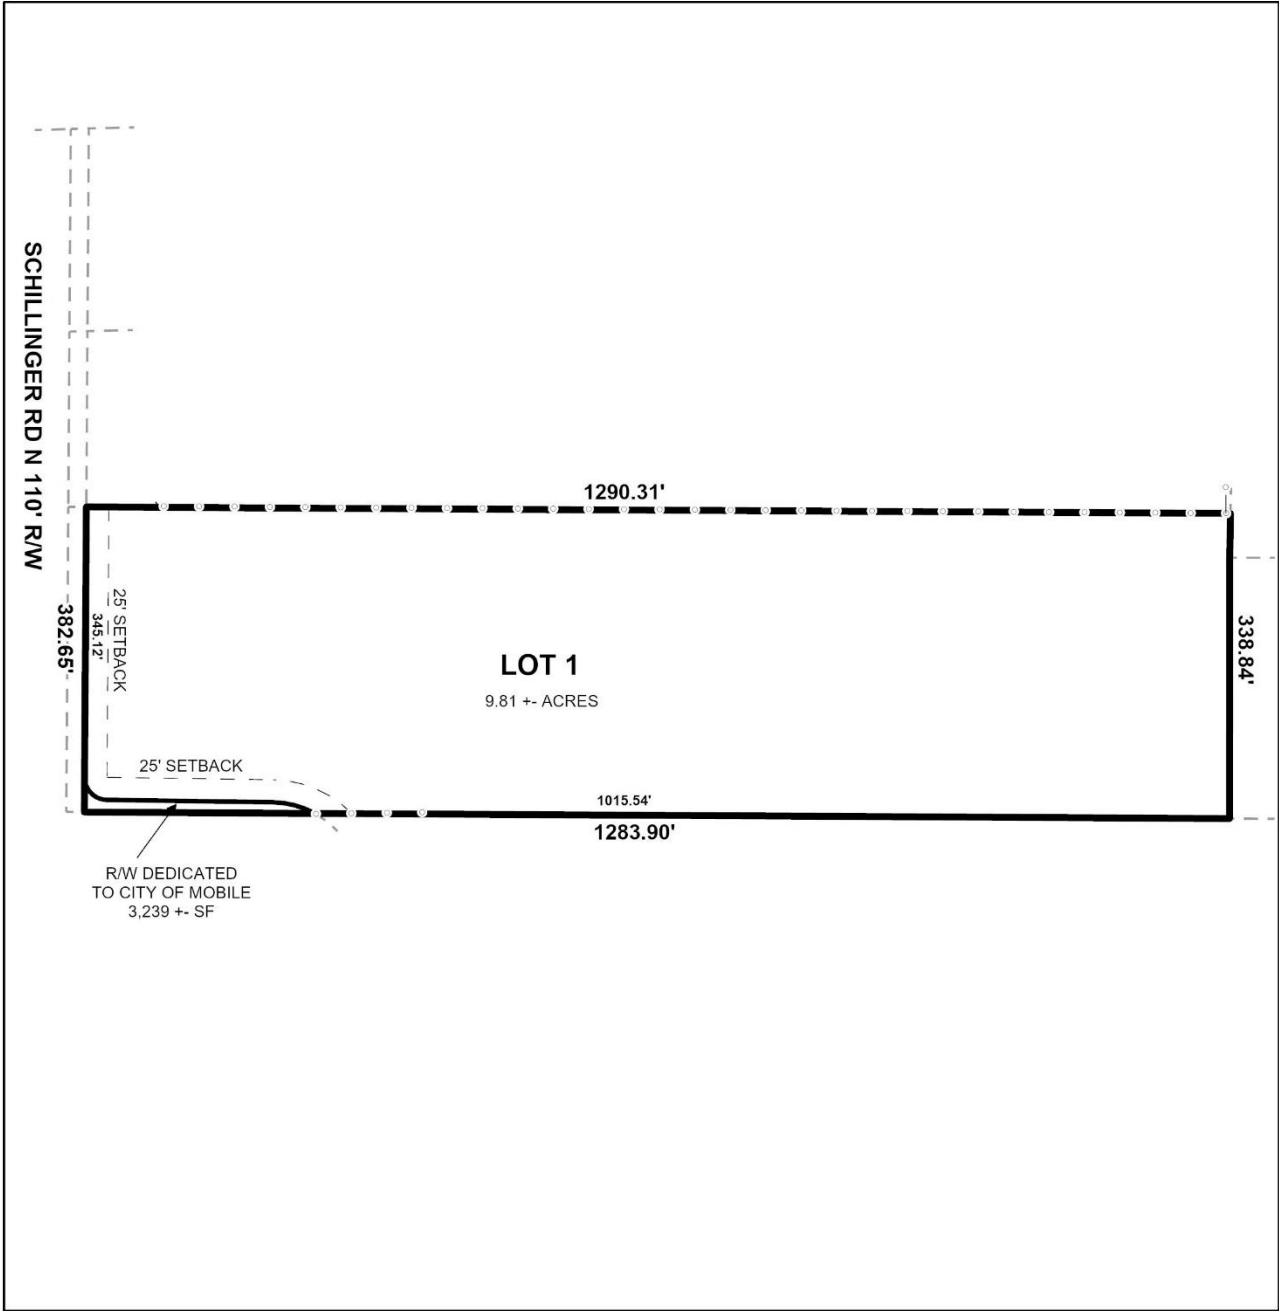 SCHILLINGER RD N 110' R/W
1290.31'
382.65'
345.12'
25' SETBACK
LOT 1
9.81 +- ACRES
338.84'
25' SETBACK
1015.54'
1283.90'
R/W DEDICATED
TO CITY OF MOBILE
3,239 +- SF